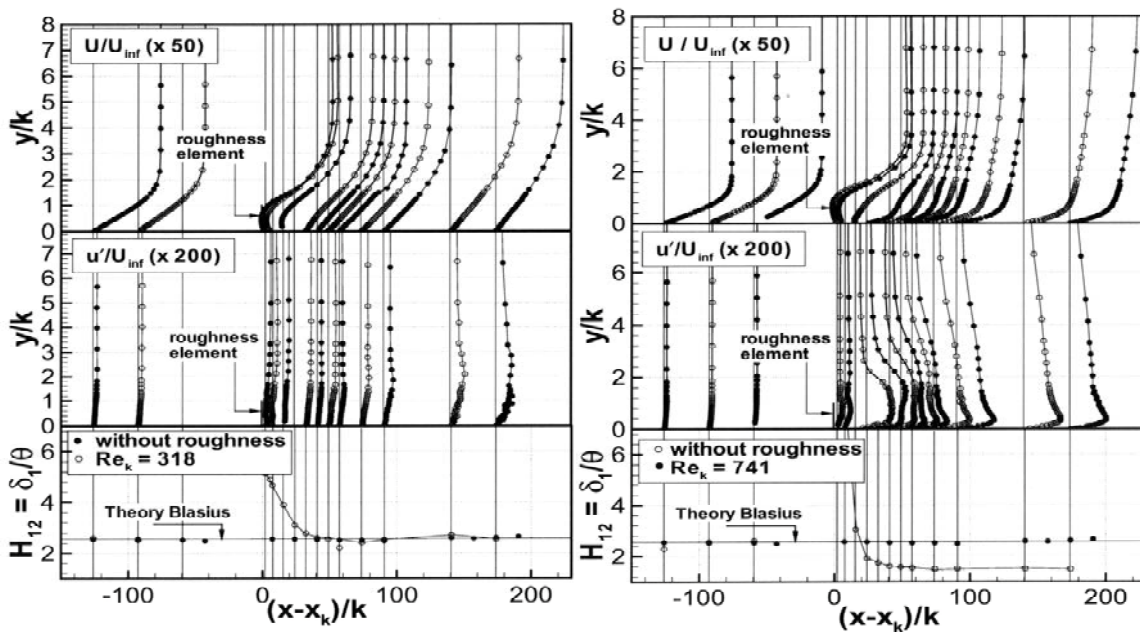 8
7
6
5
4
3
2
1
0
y/k
U/U_inf (x 50)
roughness
element
7
6
5
4
3
2
1
0
y/k
u'/U_inf (x 200)
roughness
element
6
4
2
H_12 = δ_1/θ
• without roughness
○ Re_k = 318
Theory Blasius
-100
0
100
200
(x-x_k)/k
8
6
4
2
0
y/k
U / U_inf (x 50)
roughness
element
6
4
2
0
y/k
u'/U_inf (x 200)
roughness
element
6
4
2
H_12 = δ_1/θ
○ without roughness
• Re_k = 741
Theory Blasius
-100
0
100
200
(x-x_k)/k